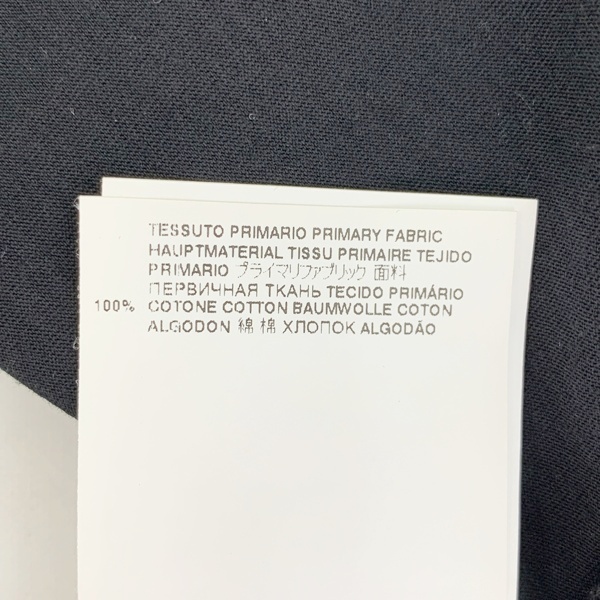 TESSUTO PRIMARIO PRIMARY FABRIC
HAUPTMATERIAL TISSU PRIMAIRE TEJIDO
PRIMARIO プライマリファブリック 面料
ПЕРВИЧНАЯ ТКАНЬ TECIDO PRIMÁRIO
100% COTONE COTTON BAUMWOLLE COTON
ALGODON 綿 棉 ХЛОПОК ALGODÃO